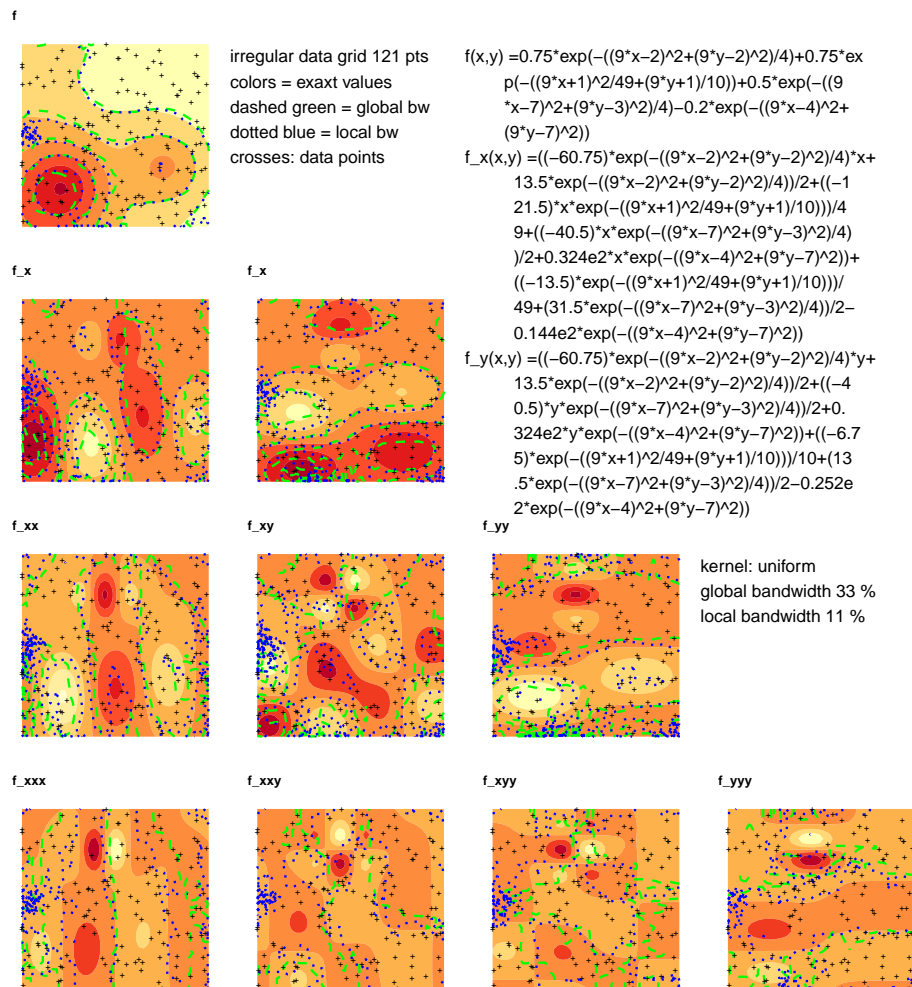 f
irregular data grid 121 pts
colors = exaxt values
dashed green = global bw
dotted blue = local bw
crosses: data points
f(x,y) =0.75*exp(−((9*x−2)^2+(9*y−2)^2)/4)+0.75*ex
p(−((9*x+1)^2/49+(9*y+1)/10))+0.5*exp(−((9
*x−7)^2+(9*y−3)^2)/4)−0.2*exp(−((9*x−4)^2+
(9*y−7)^2))
f_x(x,y) =((−60.75)*exp(−((9*x−2)^2+(9*y−2)^2)/4)*x+
13.5*exp(−((9*x−2)^2+(9*y−2)^2)/4))/2+((−1
21.5)*x*exp(−((9*x+1)^2/49+(9*y+1)/10)))/4
9+((−40.5)*x*exp(−((9*x−7)^2+(9*y−3)^2)/4)
)/2+0.324e2*x*exp(−((9*x−4)^2+(9*y−7)^2))+
((−13.5)*exp(−((9*x+1)^2/49+(9*y+1)/10)))/
49+(31.5*exp(−((9*x−7)^2+(9*y−3)^2)/4))/2−
0.144e2*exp(−((9*x−4)^2+(9*y−7)^2))
f_y(x,y) =((−60.75)*exp(−((9*x−2)^2+(9*y−2)^2)/4)*y+
13.5*exp(−((9*x−2)^2+(9*y−2)^2)/4))/2+((−4
0.5)*y*exp(−((9*x−7)^2+(9*y−3)^2)/4))/2+0.
324e2*y*exp(−((9*x−4)^2+(9*y−7)^2))+((−6.7
5)*exp(−((9*x+1)^2/49+(9*y+1)/10)))/10+(13
.5*exp(−((9*x−7)^2+(9*y−3)^2)/4))/2−0.252e
2*exp(−((9*x−4)^2+(9*y−7)^2))
f_x
f_x
f_xx
f_xy
f_yy
kernel: uniform
global bandwidth 33 %
local bandwidth 11 %
f_xxx
f_xxy
f_xyy
f_yyy